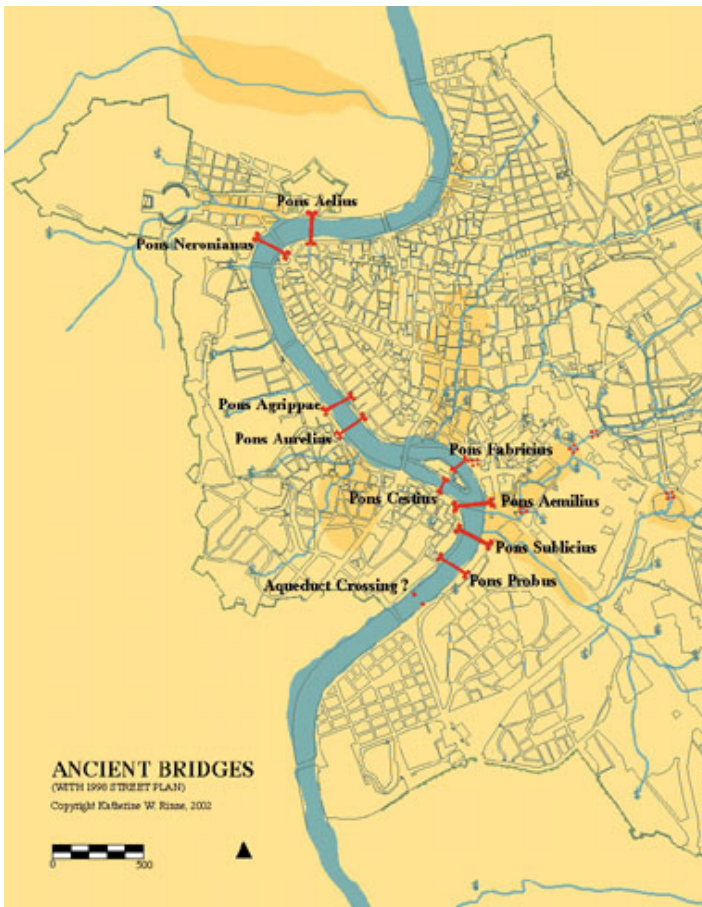 Pons Aelius
Pons Neronianus
Pons Agrippae
Pons Aurelius
Pons Fabricius
Pons Cestius
Pons Aemilius
Pons Sublicius
Pons Probus
Aqueduct Crossing ?
ANCIENT BRIDGES
(WITH 1998 STREET PLAN)
Copyright Katherine W. Rinne, 2002
0 500